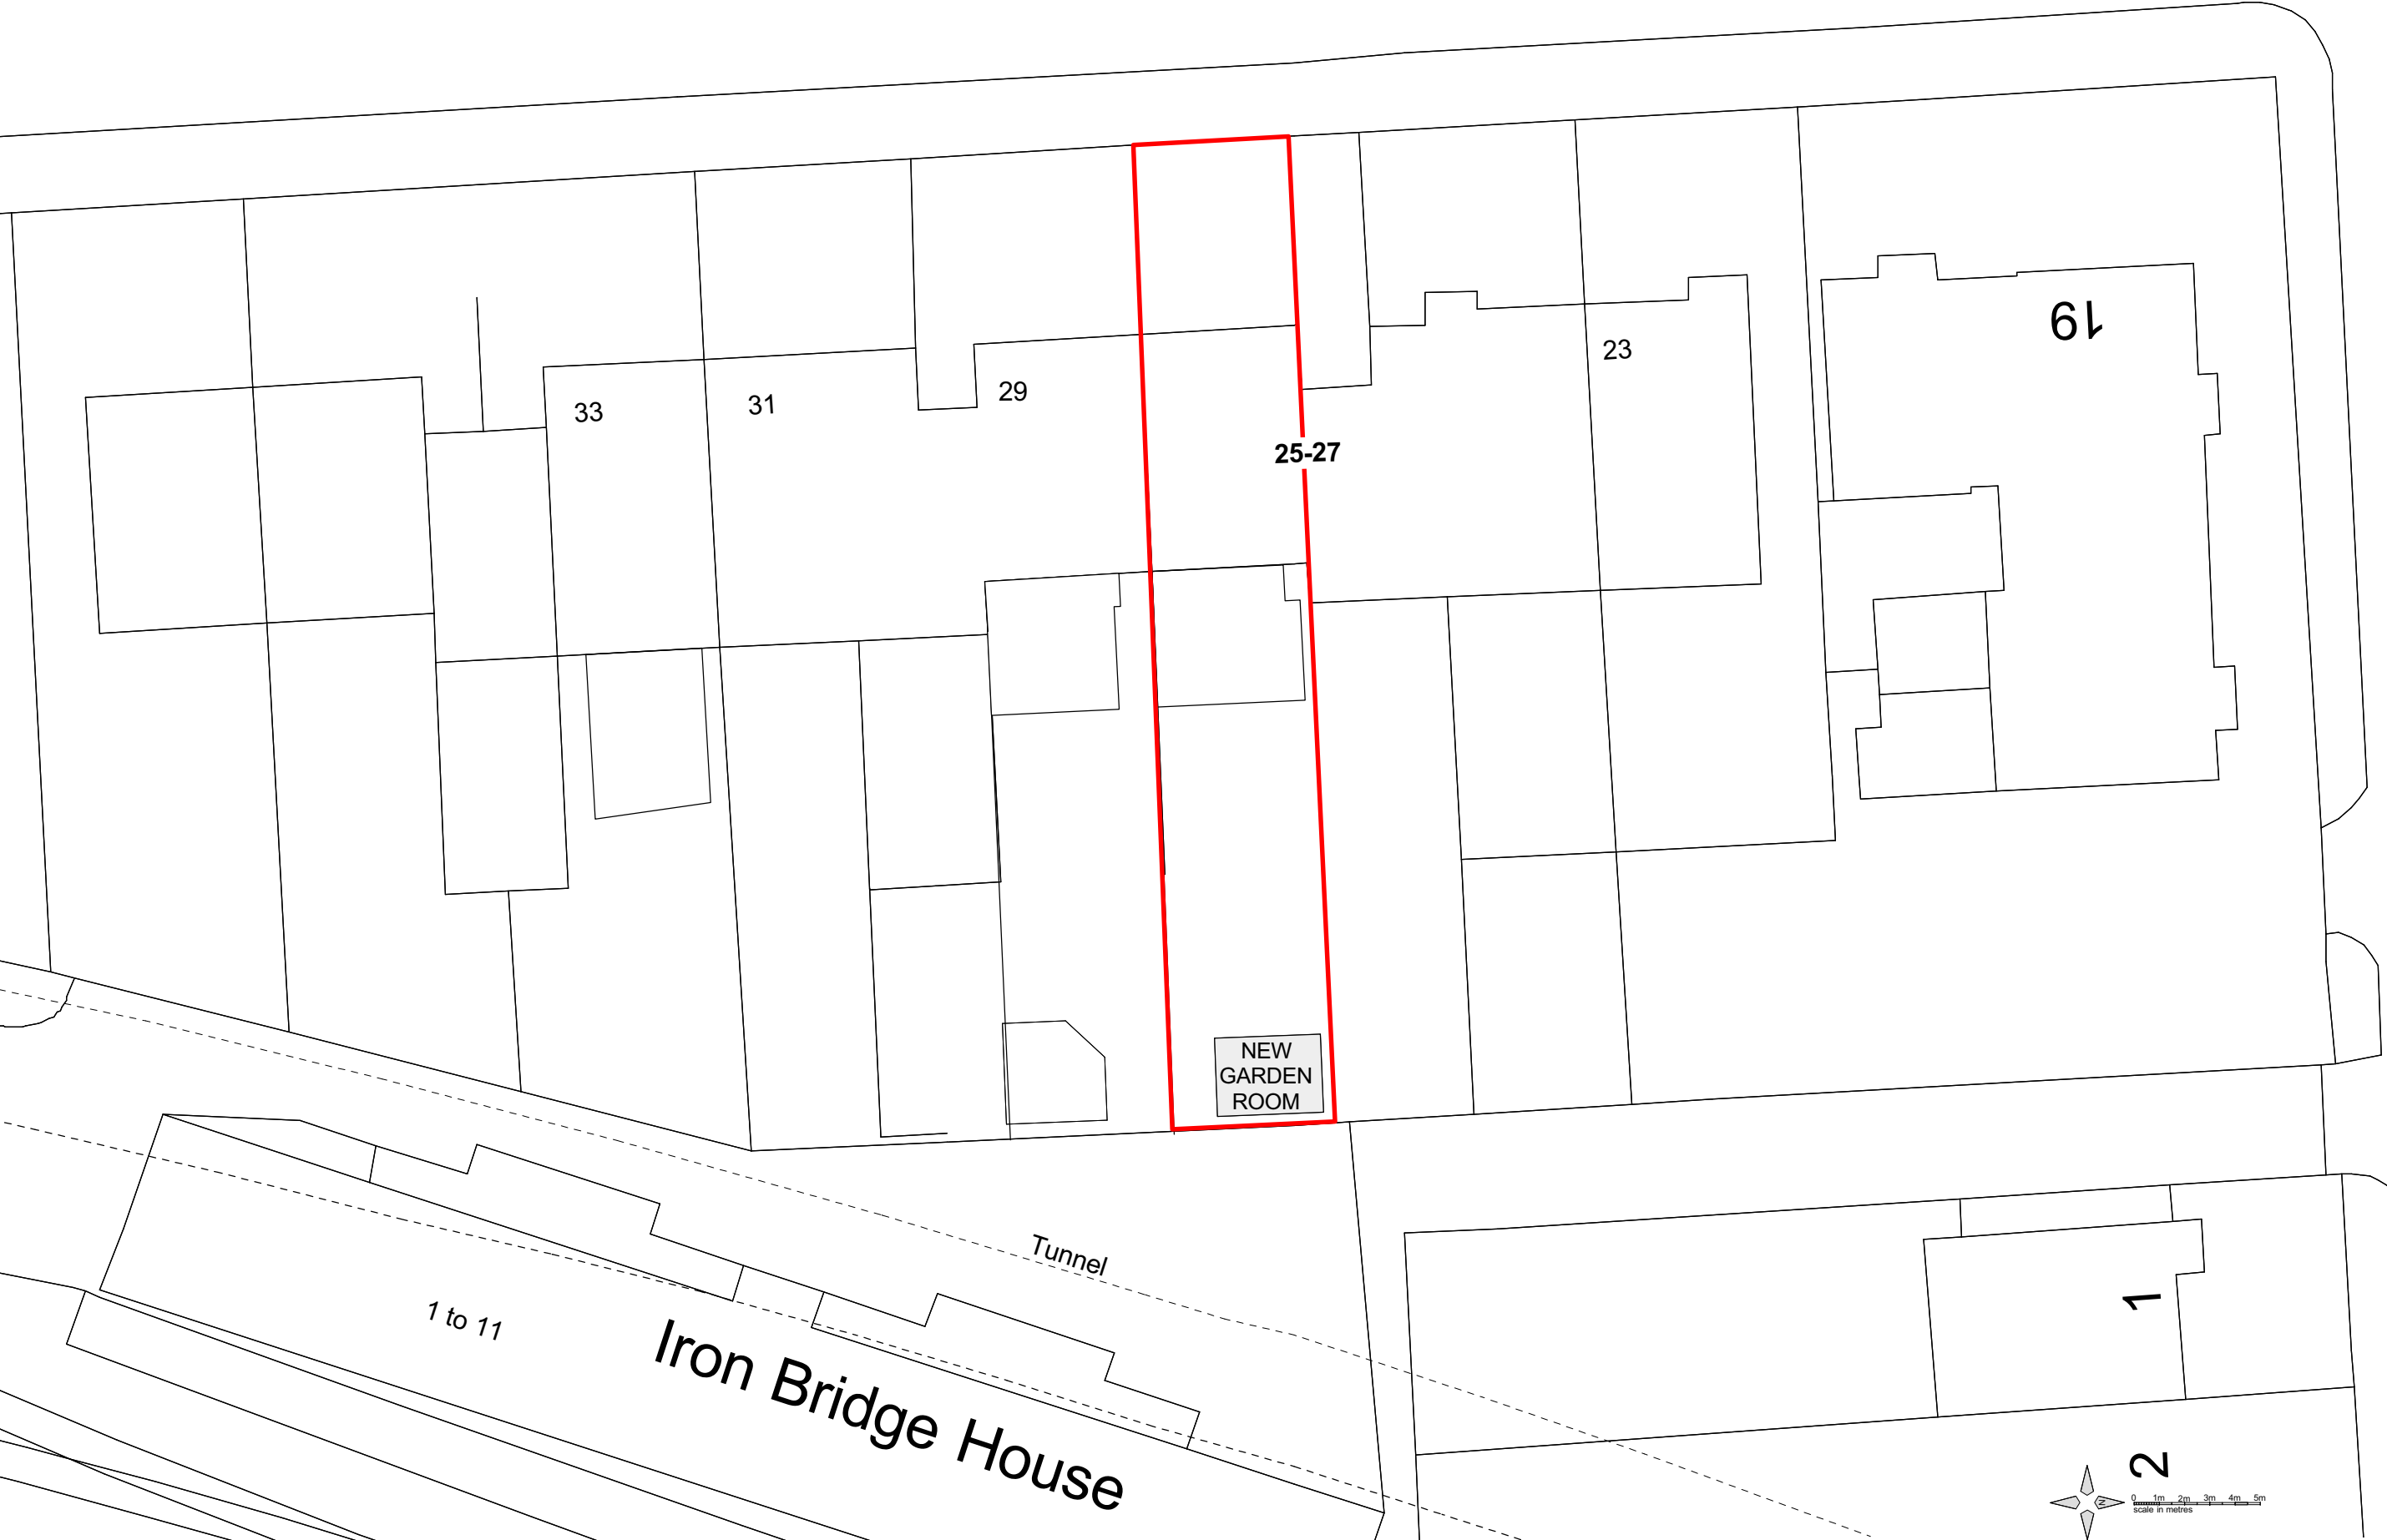 19
23
33
31
29
25-27
NEW
GARDEN
ROOM
Tunnel
1 to 11
Iron Bridge House
1
2
N
0 1m 2m 3m 4m 5m
scale in metres